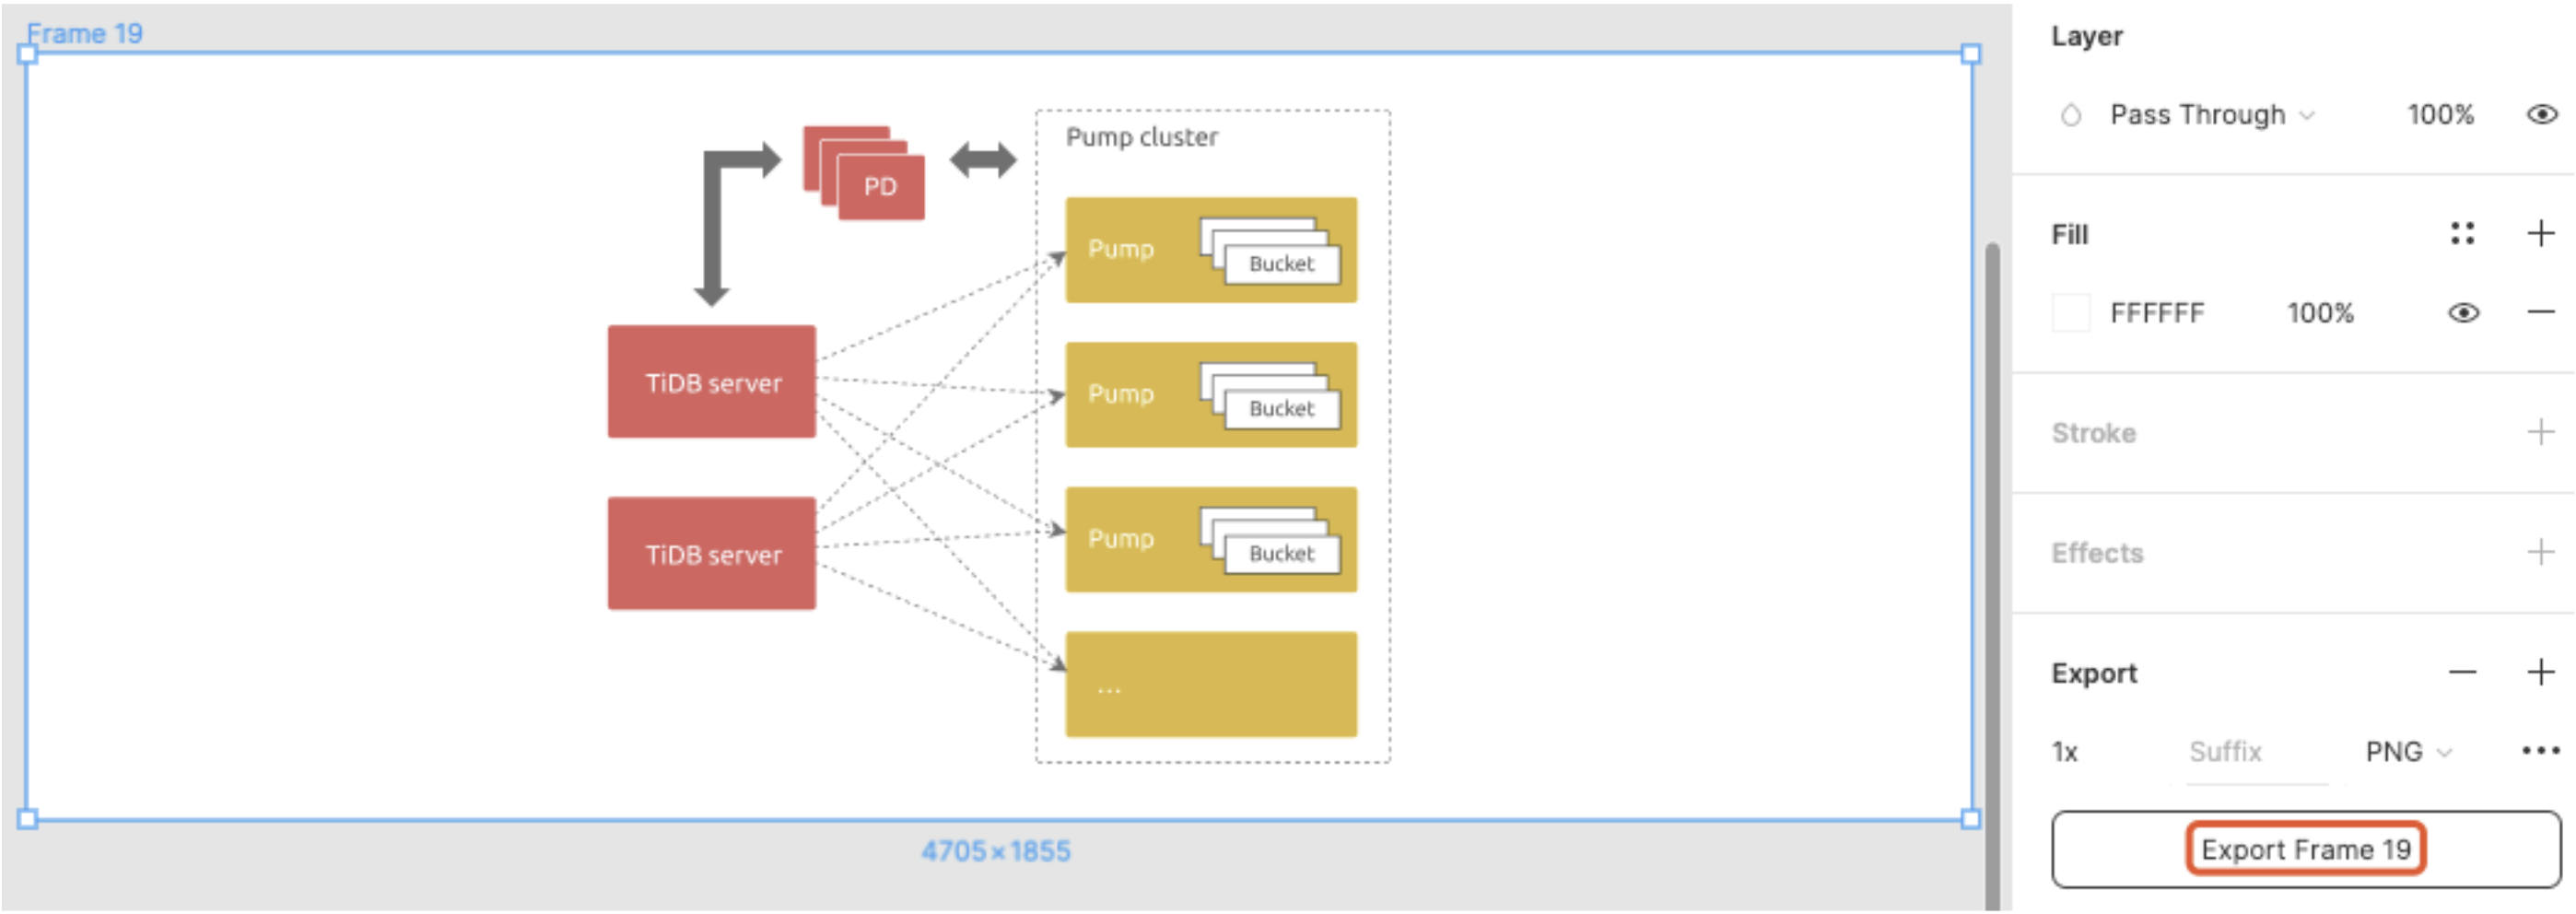 Frame 19
PD
Pump cluster
Pump
Bucket
TiDB server
Pump
Bucket
TiDB server
Pump
Bucket
...
4705×1855
Layer
Pass Through
100%
Fill
FFFFFF
100%
Stroke
Effects
Export
1x
Suffix
PNG
Export Frame 19